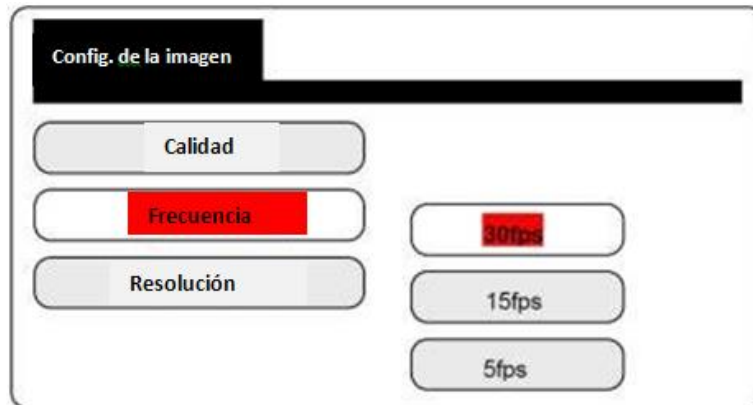 Config. de la imagen
Calidad
Frecuencia
30fps
Resolución
15fps
5fps